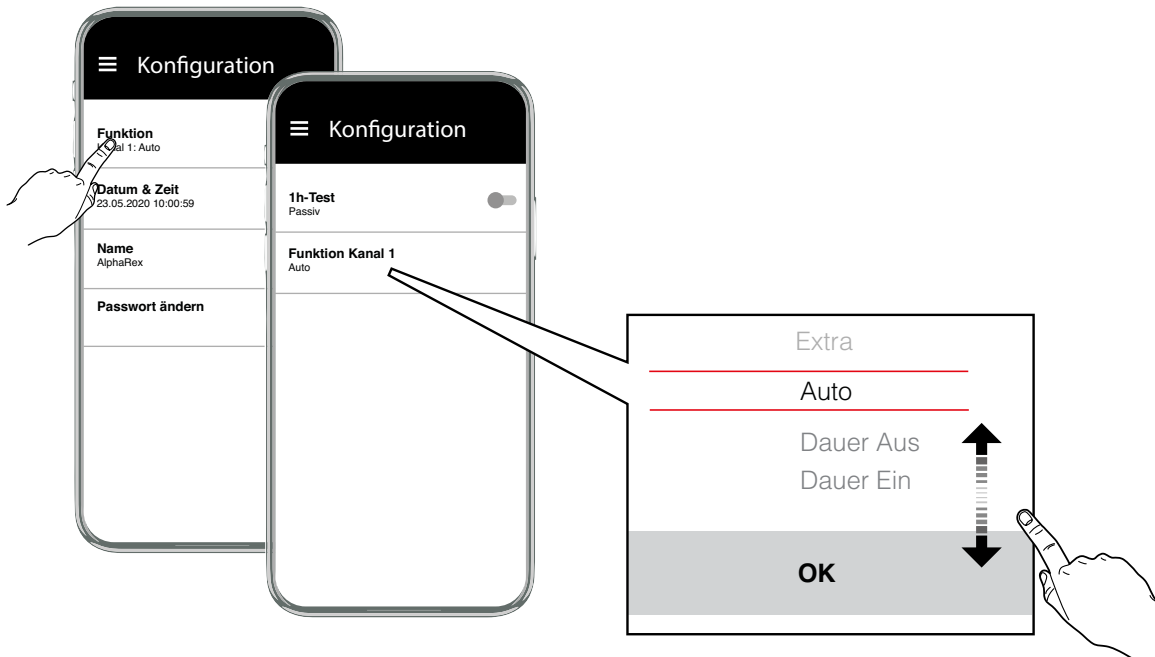 Konfiguration
Funktion
Kanal 1: Auto
Datum & Zeit
23.05.2020 10:00:59
Name
AlphaRex
Passwort ändern
Konfiguration
1h-Test
Passiv
Funktion Kanal 1
Auto
Extra
Auto
Dauer Aus
Dauer Ein
OK